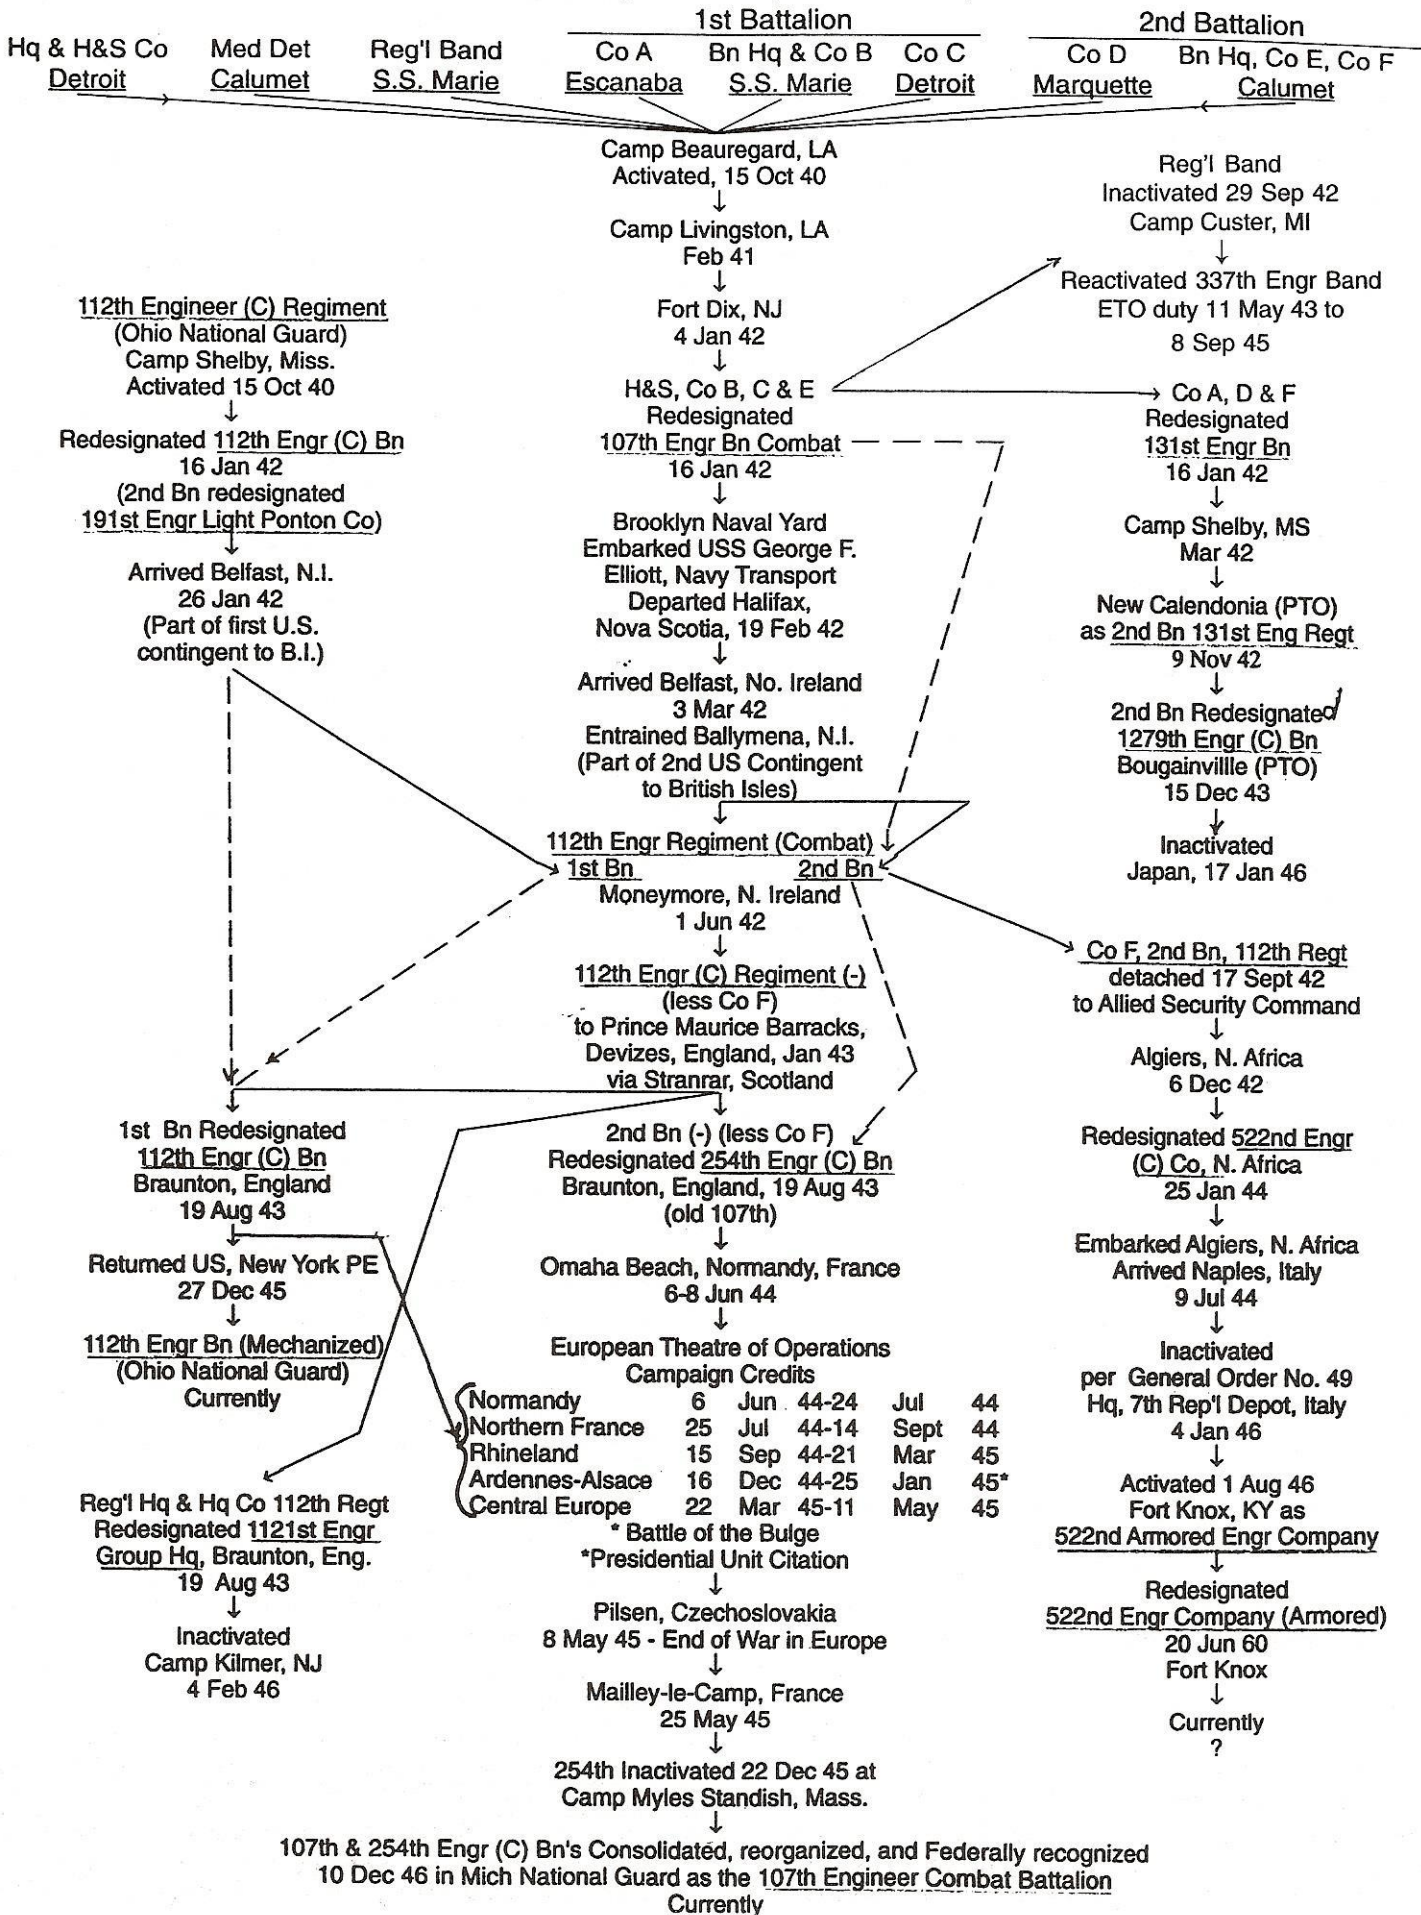 1st Battalion
2nd Battalion
Hq & H&S Co
Detroit
Med Det
Calumet
Reg'l Band
S.S. Marie
Co A
Escanaba
Bn Hq & Co B
S.S. Marie
Co C
Detroit
Co D
Marquette
Bn Hq, Co E, Co F
Calumet
Camp Beauregard, LA
Activated, 15 Oct 40
Camp Livingston, LA
Feb 41
Fort Dix, NJ
4 Jan 42
H&S, Co B, C & E
Redesignated
107th Engr Bn Combat
16 Jan 42
Brooklyn Naval Yard
Embarked USS George F.
Elliott, Navy Transport
Departed Halifax,
Nova Scotia, 19 Feb 42
Arrived Belfast, No. Ireland
3 Mar 42
Entrained Ballymena, N.I.
(Part of 2nd US Contingent
to British Isles)
112th Engr Regiment (Combat)
1st Bn 2nd Bn
Moneymore, N. Ireland
1 Jun 42
112th Engr (C) Regiment (-)
(less Co F)
to Prince Maurice Barracks,
Devizes, England, Jan 43
via Stranrar, Scotland
2nd Bn (-) (less Co F)
Redesignated 254th Engr (C) Bn
Braunton, England, 19 Aug 43
(old 107th)
Omaha Beach, Normandy, France
6-8 Jun 44
European Theatre of Operations
Campaign Credits
Normandy 6 Jun 44-24 Jul 44
Northern France 25 Jul 44-14 Sept 44
Rhineland 15 Sep 44-21 Mar 45
Ardennes-Alsace 16 Dec 44-25 Jan 45*
Central Europe 22 Mar 45-11 May 45
* Battle of the Bulge
*Presidential Unit Citation
Pilsen, Czechoslovakia
8 May 45 - End of War in Europe
Mailley-le-Camp, France
25 May 45
254th Inactivated 22 Dec 45 at
Camp Myles Standish, Mass.
107th & 254th Engr (C) Bn's Consolidated, reorganized, and Federally recognized
10 Dec 46 in Mich National Guard as the 107th Engineer Combat Battalion
Currently
112th Engineer (C) Regiment
(Ohio National Guard)
Camp Shelby, Miss.
Activated 15 Oct 40
Redesignated 112th Engr (C) Bn
16 Jan 42
(2nd Bn redesignated
191st Engr Light Ponton Co)
Arrived Belfast, N.I.
26 Jan 42
(Part of first U.S.
contingent to B.I.)
1st Bn Redesignated
112th Engr (C) Bn
Braunton, England
19 Aug 43
Returned US, New York PE
27 Dec 45
112th Engr Bn (Mechanized)
(Ohio National Guard)
Currently
Reg'l Hq & Hq Co 112th Regt
Redesignated 1121st Engr
Group Hq, Braunton, Eng.
19 Aug 43
Inactivated
Camp Kilmer, NJ
4 Feb 46
Reg'l Band
Inactivated 29 Sep 42
Camp Custer, MI
Reactivated 337th Engr Band
ETO duty 11 May 43 to
8 Sep 45
Co A, D & F
Redesignated
131st Engr Bn
16 Jan 42
Camp Shelby, MS
Mar 42
New Calendonia (PTO)
as 2nd Bn 131st Eng Regt
9 Nov 42
2nd Bn Redesignated
1279th Engr (C) Bn
Bougainvillle (PTO)
15 Dec 43
Inactivated
Japan, 17 Jan 46
Co F, 2nd Bn, 112th Regt
detached 17 Sept 42
to Allied Security Command
Algiers, N. Africa
6 Dec 42
Redesignated 522nd Engr
(C) Co, N. Africa
25 Jan 44
Embarked Algiers, N. Africa
Arrived Naples, Italy
9 Jul 44
Inactivated
per General Order No. 49
Hq, 7th Rep'l Depot, Italy
4 Jan 46
Activated 1 Aug 46
Fort Knox, KY as
522nd Armored Engr Company
Redesignated
522nd Engr Company (Armored)
20 Jun 60
Fort Knox
Currently
?